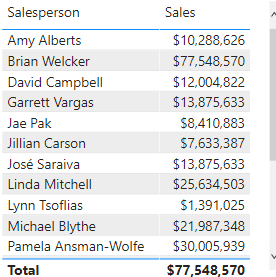 Salesperson Sales
Amy Alberts $10,288,626
Brian Welcker $77,548,570
David Campbell $12,004,822
Garrett Vargas $13,875,633
Jae Pak $8,410,883
Jillian Carson $7,633,387
José Saraiva $13,875,633
Linda Mitchell $25,634,503
Lynn Tsoflias $1,391,025
Michael Blythe $21,987,348
Pamela Ansman-Wolfe $30,005,939
Total $77,548,570